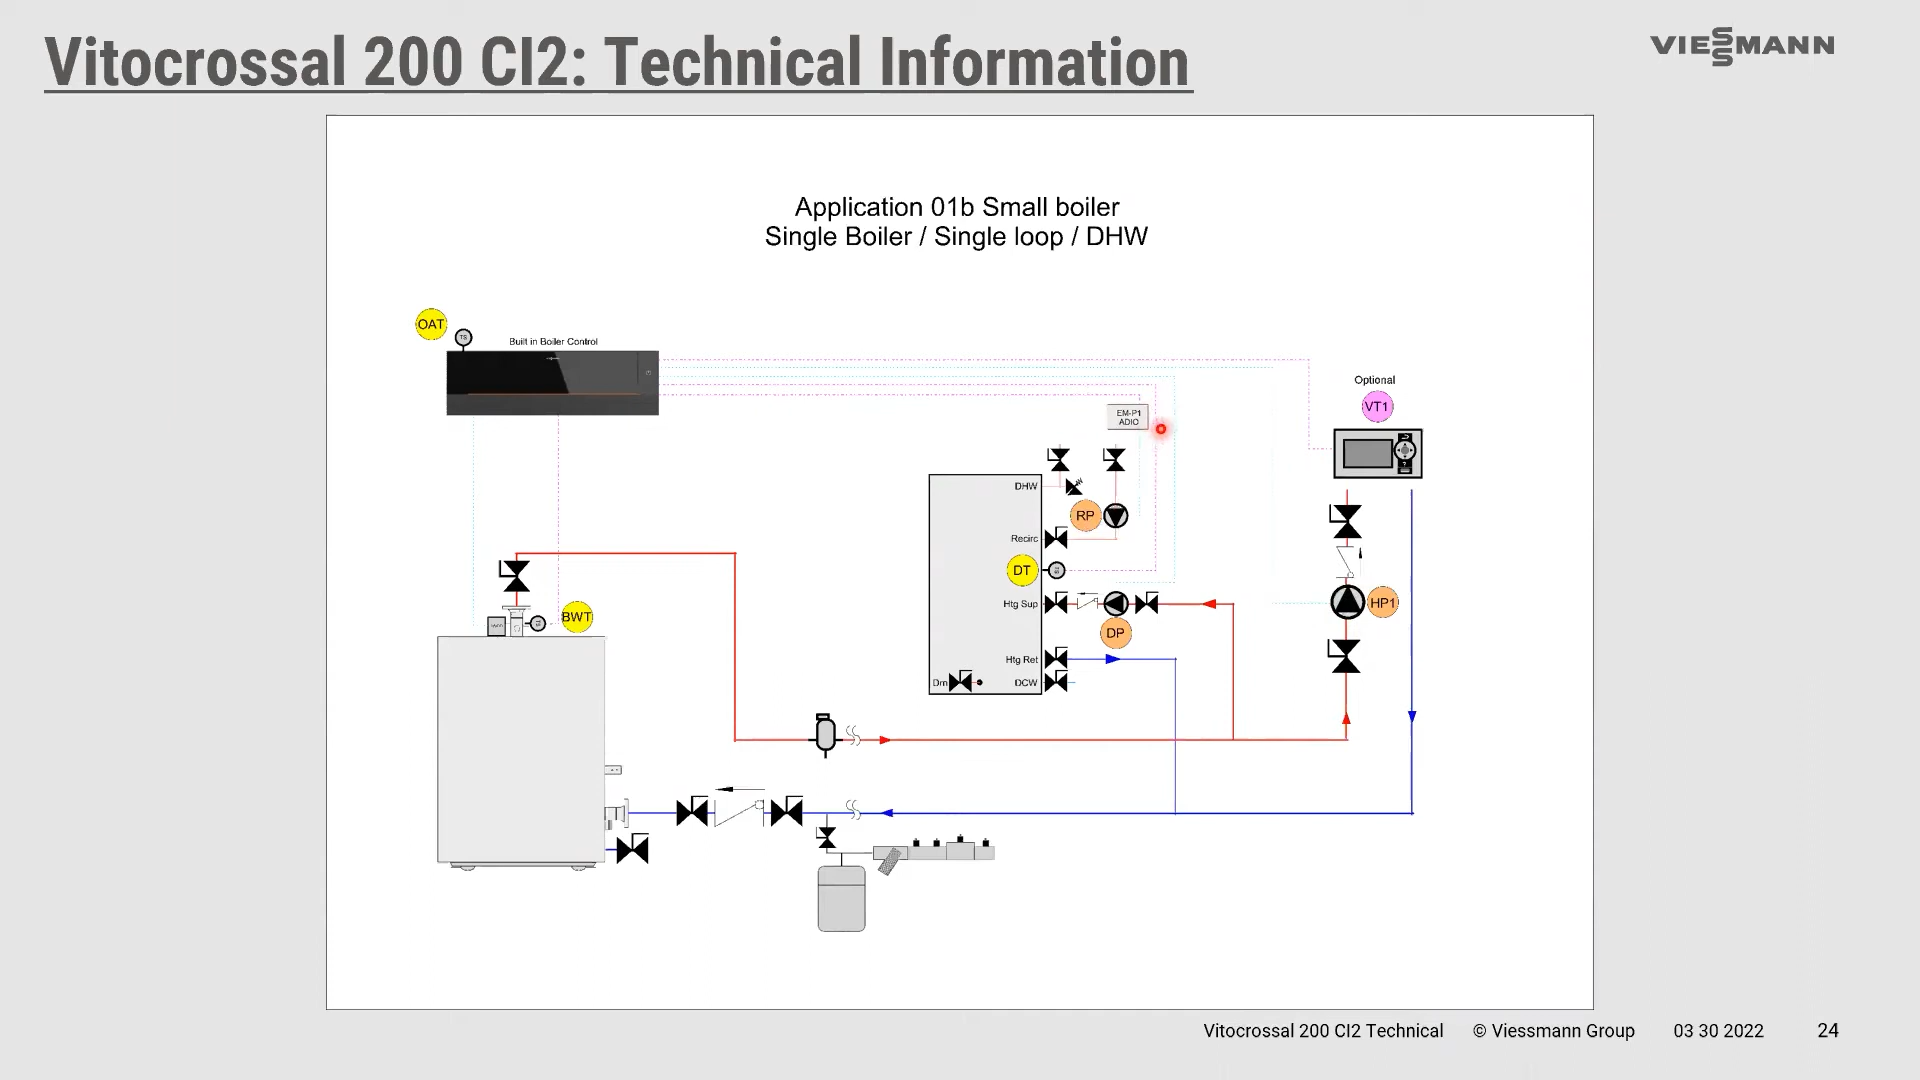 Vitocrossal 200 CI2: Technical Information
VIESSMANN
Application 01b Small boiler
Single Boiler / Single loop / DHW
OAT
TS
Built in Boiler Control
Optional
VT1
EM-P1
ADIO
DHW
RP
Recirc
DT
Htg Sup
HP1
DP
BWT
Htg Ret
Drn
DCW
Vitocrossal 200 CI2 Technical © Viessmann Group 03 30 2022 24